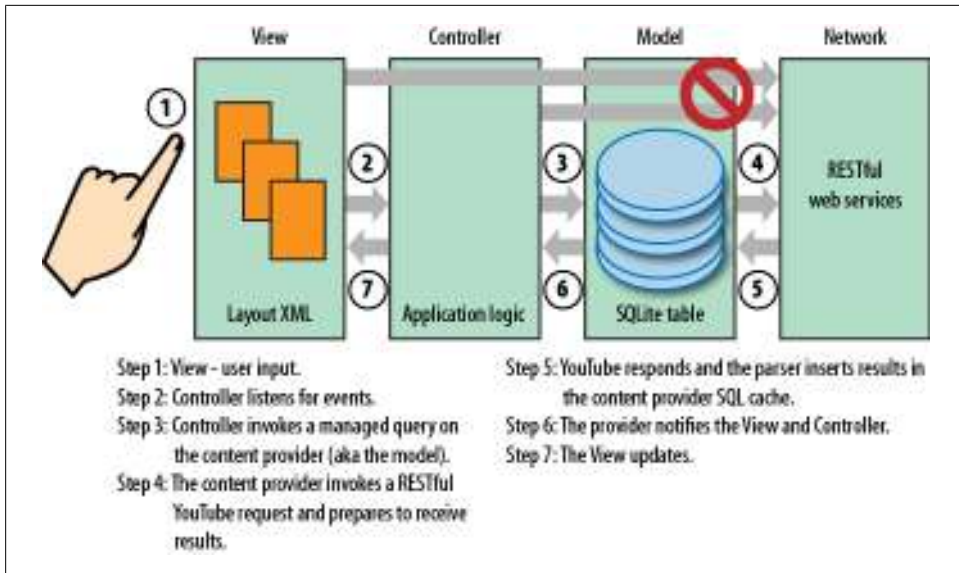 View
Controller
Model
Network
1
2
3
4
RESTful
web services
7
6
5
Layout XML
Application logic
SQLite table
Step 1: View – user input.
Step 2: Controller listens for events.
Step 3: Controller invokes a managed query on
the content provider (aka the model).
Step 4: The content provider invokes a RESTful
YouTube request and prepares to receive
results.
Step 5: YouTube responds and the parser inserts results in
the content provider SQL cache.
Step 6: The provider notifies the View and Controller.
Step 7: The View updates.